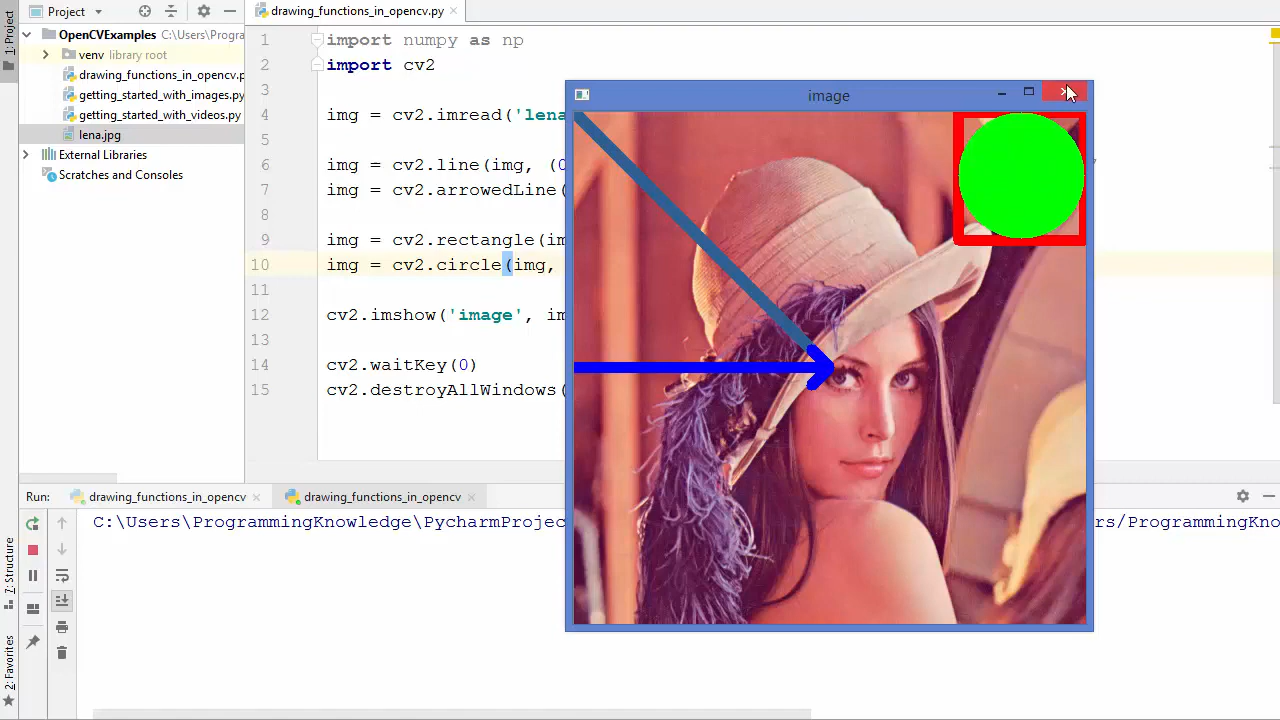 1: Project
Project
drawing_functions_in_opencv.py
OpenCVExamples C:\Users\Progra
venv library root
drawing_functions_in_opencv.p
getting_started_with_images.py
getting_started_with_videos.py
lena.jpg
External Libraries
Scratches and Consoles
1 import numpy as np
2 import cv2
3
4 img = cv2.imread('lena
5
6 img = cv2.line(img, (0
7 img = cv2.arrowedLine(
8
9 img = cv2.rectangle(im
10 img = cv2.circle(img,
11
12 cv2.imshow('image', im
13
14 cv2.waitKey(0)
15 cv2.destroyAllWindows(
image
Run: drawing_functions_in_opencv drawing_functions_in_opencv
C:\Users\ProgrammingKnowledge\PycharmProjec rs/ProgrammingKno
7: Structure
2: Favorites